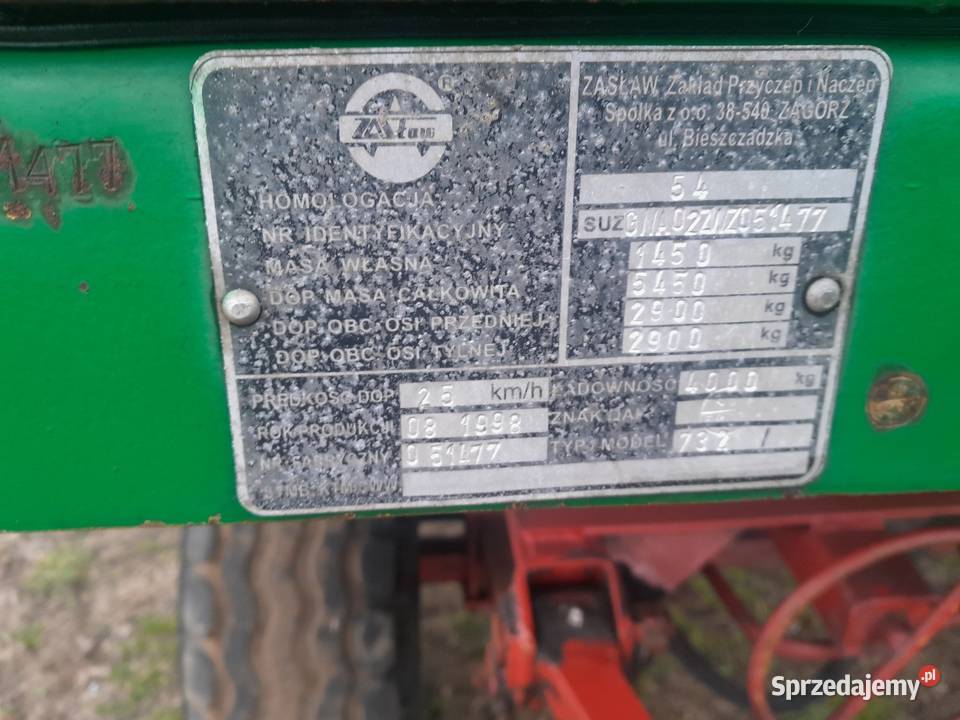 1477
ZASŁAW
®
ZASŁAW Zakład Przyczep i Naczep
Spółka z o.o. 38-540 ZAGÓRZ
ul. Bieszczadzka
HOMOLOGACJA 54
NR IDENTYFIKACYJNY SUZ
MASA WŁASNA 1450 kg
DOP. MASA CAŁKOWITA 5450 kg
DOP. OBC. OSI PRZEDNIEJ 2900 kg
DOP. OBC. OSI TYLNEJ 2900 kg
PRĘDKOŚĆ DOP. 25 km/h ŁADOWNOŚĆ 4000 kg
ROK PRODUKCJI 08 1998 ZNAK JAK.
NR FABRYCZNY 051477 TYP / MODEL 732 /
Sprzedajemy.pl